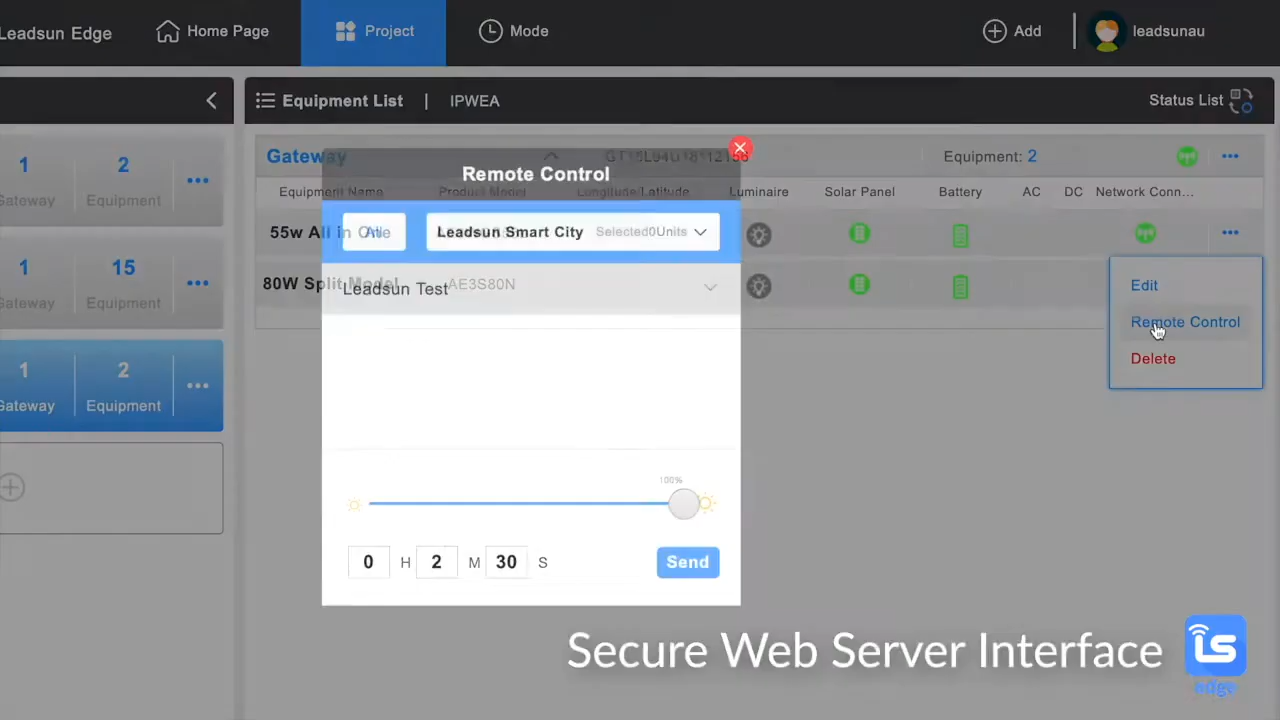 Leadsun Edge
Home Page
Project
Mode
Add
leadsunau
Equipment List | IPWEA
Status List
1
2
Gateway
Equipment
1
15
Gateway
Equipment
1
2
Gateway
Equipment
Gateway
Equipment: 2
Equipment Name Product Model Longitude Latitude Luminaire Solar Panel Battery AC DC Network Conn...
55w All in One
80W Split Model AE3S80N
Remote Control
All
Leadsun Smart City Selected0Units
Leadsun Test
100%
0 H 2 M 30 S
Send
Edit
Remote Control
Delete
Secure Web Server Interface
LS
edge